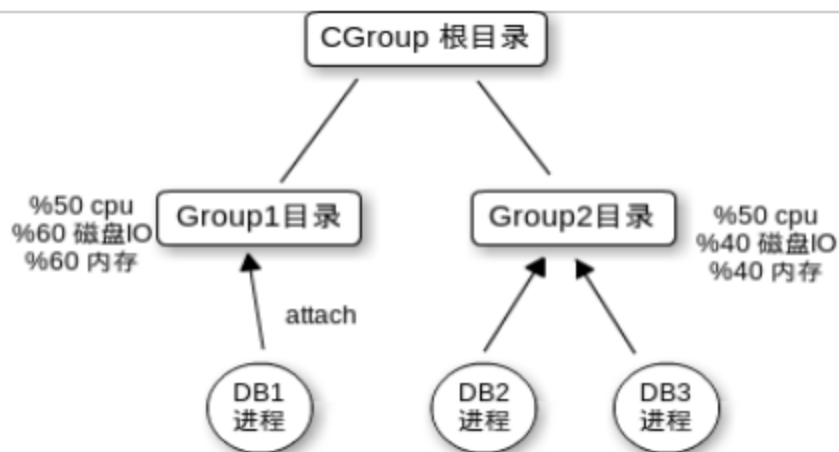 CGroup 根目录
%50 cpu
%60 磁盘IO
%60 内存
Group1目录
Group2目录
%50 cpu
%40 磁盘IO
%40 内存
attach
DB1
进程
DB2
进程
DB3
进程